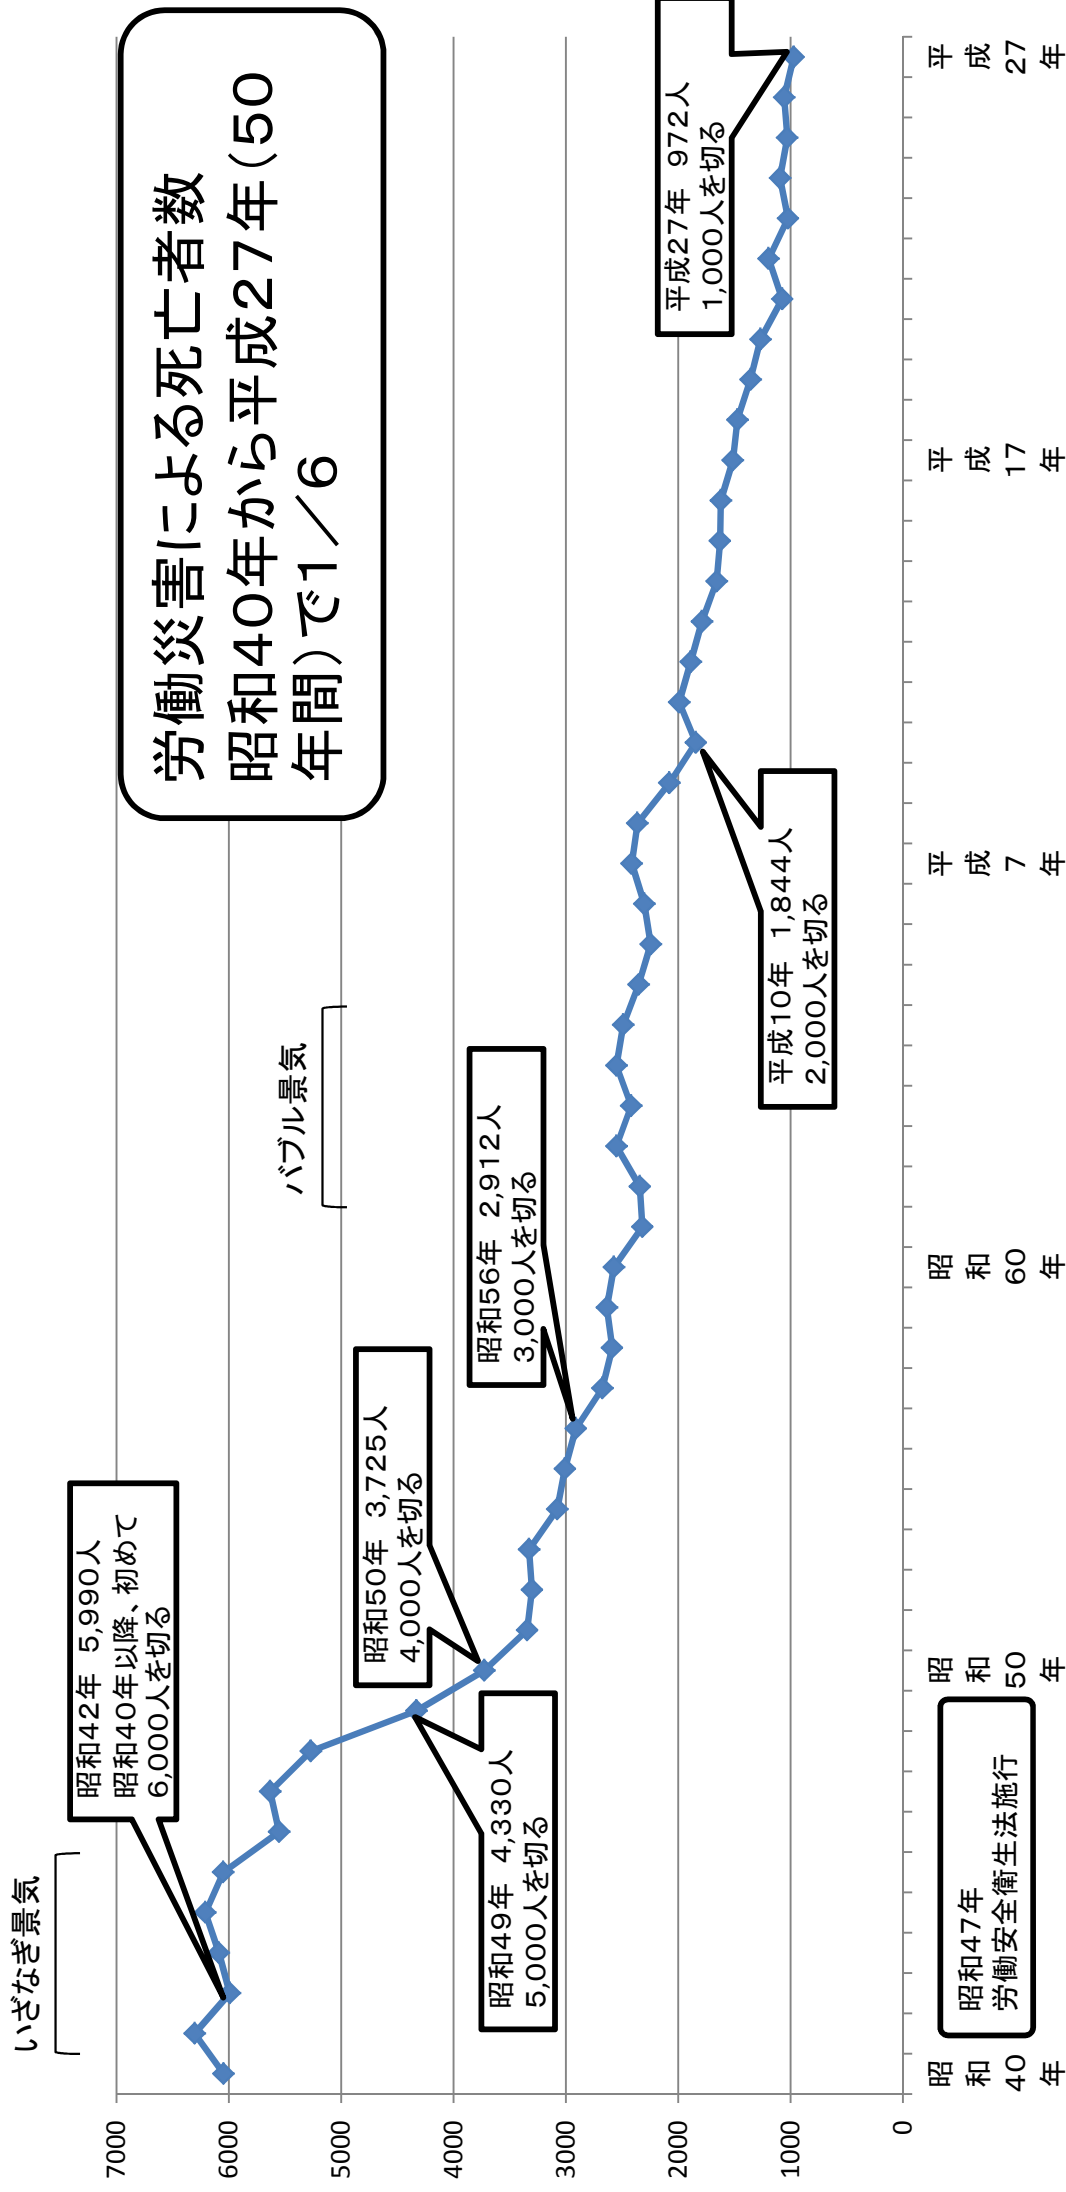 労働災害による死亡者数
昭和４０年から平成２７年（５０
年間）で１／６
いざなぎ景気
バブル景気
昭和４２年 ５,９９０人
昭和４０年以降、初めて
６,０００人を切る
昭和４９年 ４,３３０人
５,０００人を切る
昭和５０年 ３,７２５人
４,０００人を切る
昭和５６年 ２,９１２人
３,０００人を切る
平成１０年 １,８４４人
２,０００人を切る
平成２７年 ９７２人
１,０００人を切る
昭和４７年
労働安全衛生法施行
7000
6000
5000
4000
3000
2000
1000
0
昭和40年
昭和50年
昭和60年
平成7年
平成17年
平成27年